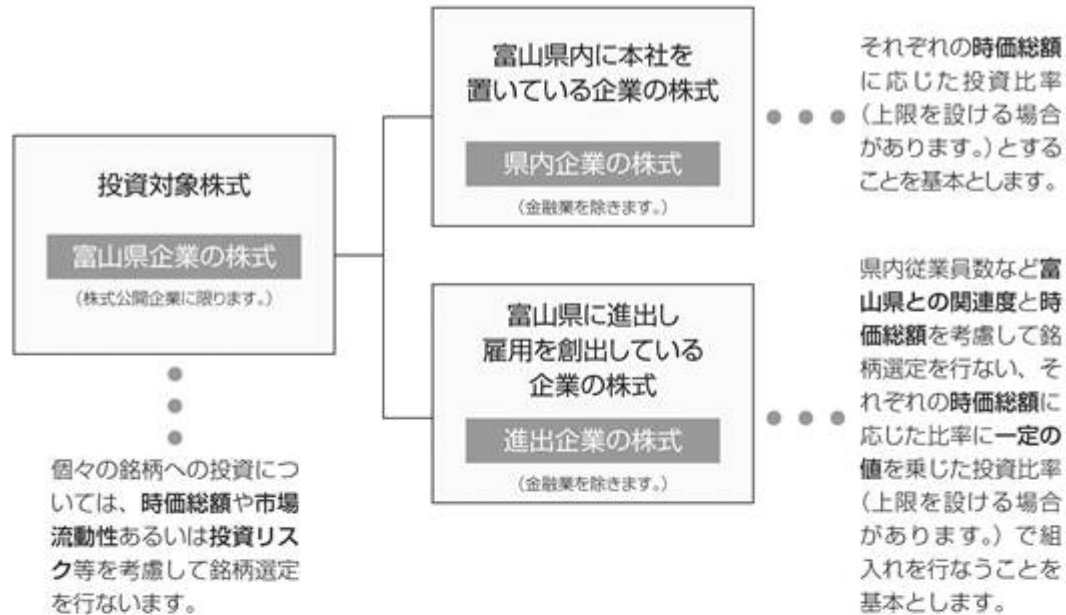 投資対象株式
富山県企業の株式
（株式公開企業に限ります。）
個々の銘柄への投資につ
いては、時価総額や市場
流動性あるいは投資リス
ク等を考慮して銘柄選定
を行ないます。
富山県内に本社を
置いている企業の株式
県内企業の株式
（金融業を除きます。）
それぞれの時価総額
に応じた投資比率
（上限を設ける場合
があります。）とする
ことを基本とします。
富山県に進出し
雇用を創出している
企業の株式
進出企業の株式
（金融業を除きます。）
県内従業員数など富
山県との関連度と時
価総額を考慮して銘
柄選定を行ない、そ
れぞれの時価総額に
応じた比率に一定の
値を乗じた投資比率
（上限を設ける場合
があります。）で組
入れを行なうことを
基本とします。